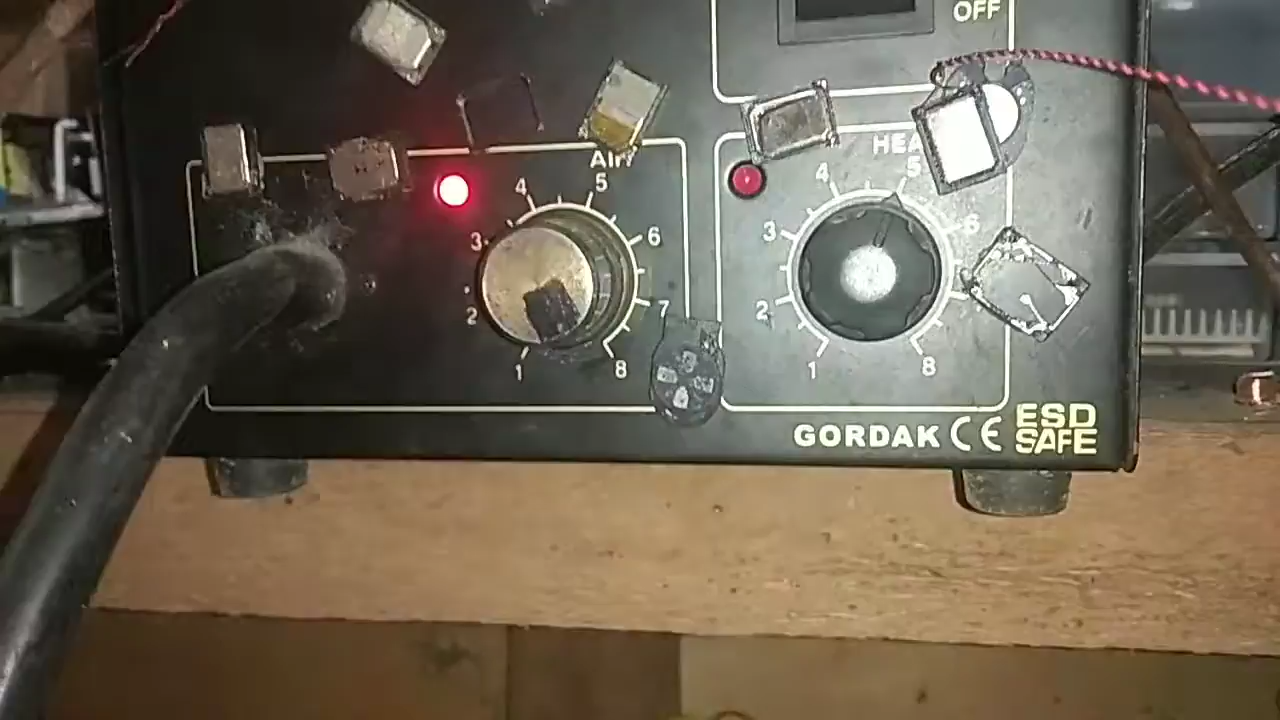 OFF
AIR
1 2 3 4 5 6 7 8
HEA
1 2 3 4 5 6 8
GORDAK CE
ESD
SAFE